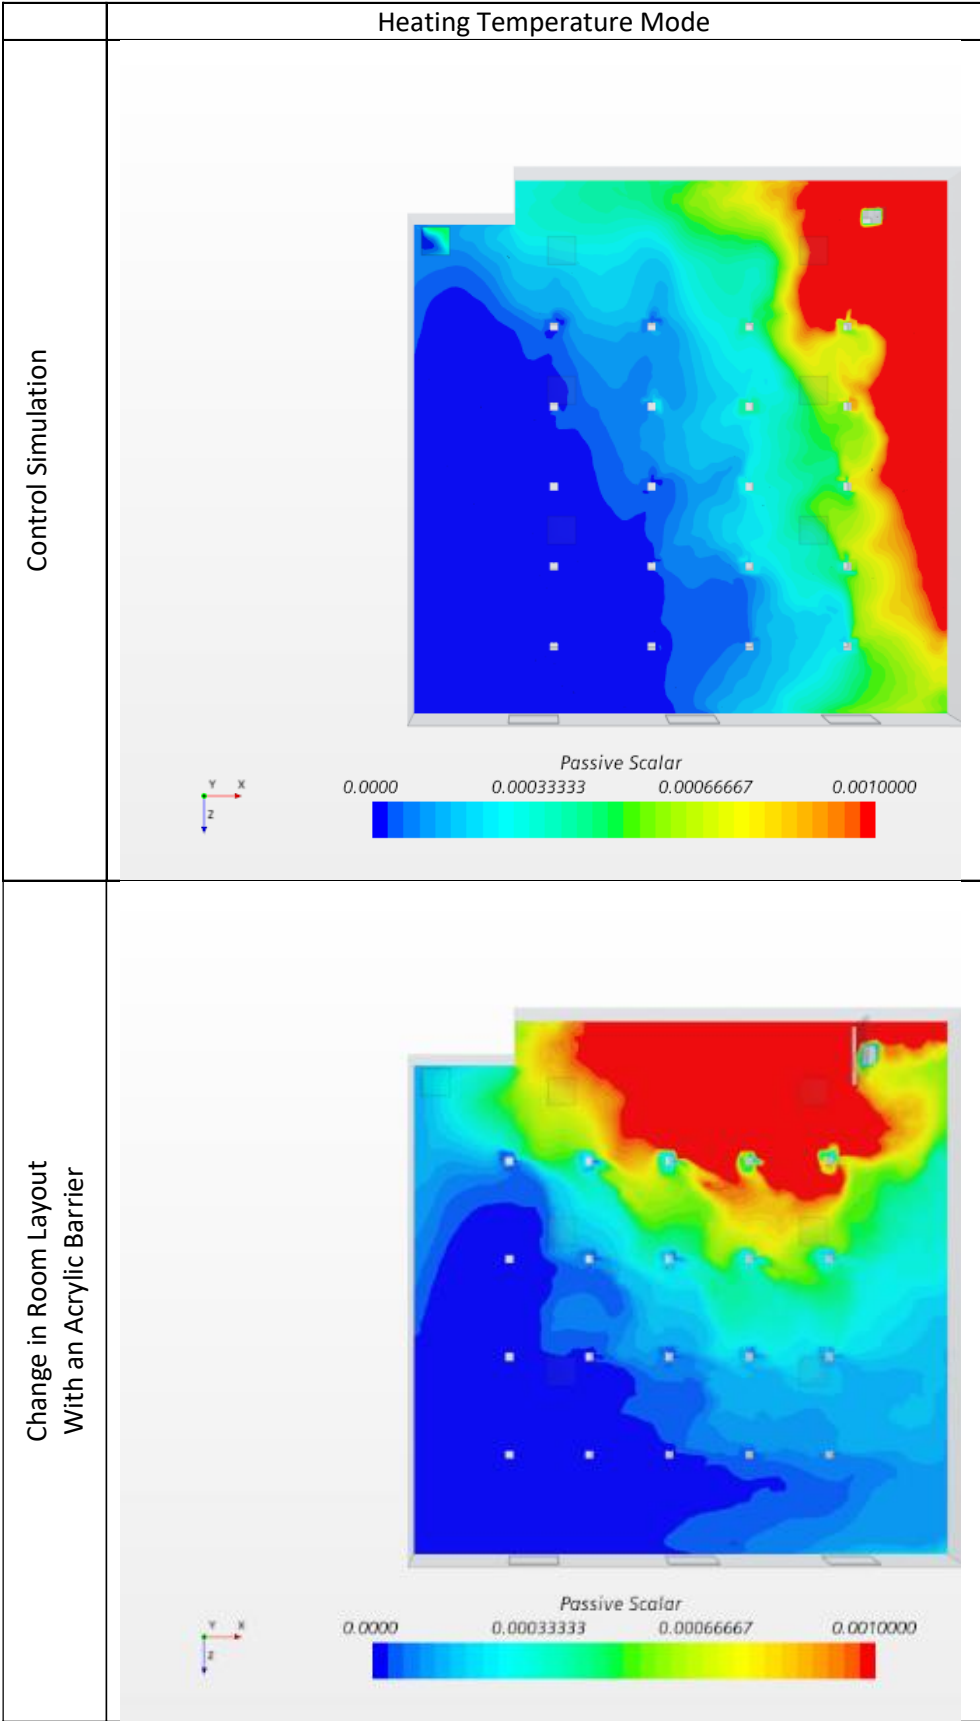 Heating Temperature Mode
Control Simulation
Passive Scalar
0.0000 0.00033333 0.00066667 0.0010000
Y X
Z
Change in Room Layout
With an Acrylic Barrier
Passive Scalar
0.0000 0.00033333 0.00066667 0.0010000
Y X
Z